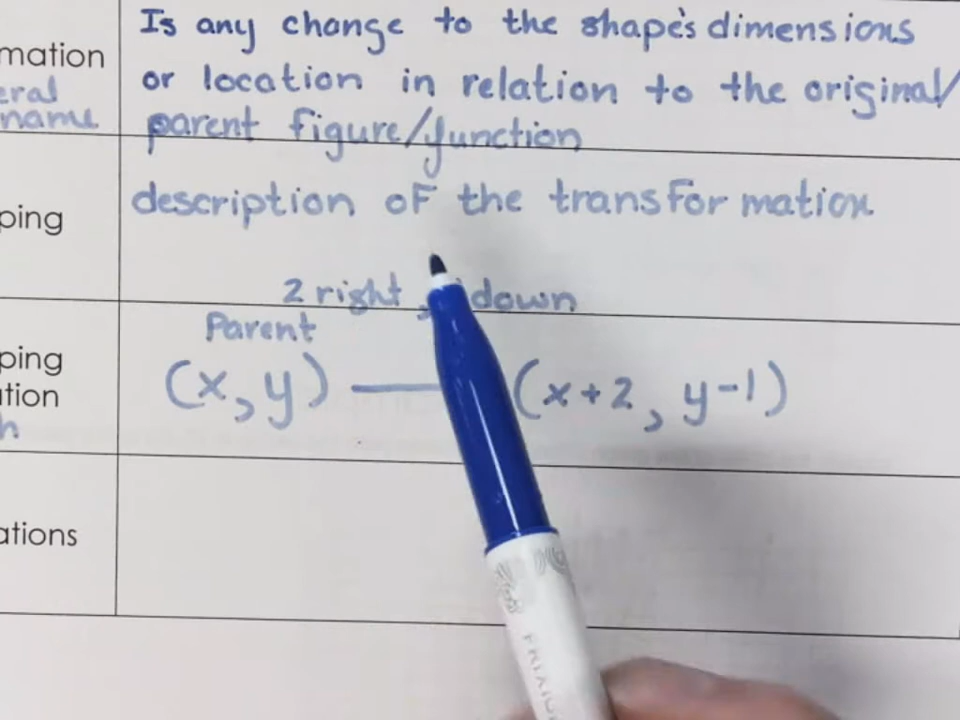 mation
eral
name
Is any change to the shape's dimensions
or location in relation to the original/
parent figure/function
ping
description of the transformation
2 right, down
ping
ation
h
Parent
(x,y) — (x+2, y-1)
ations